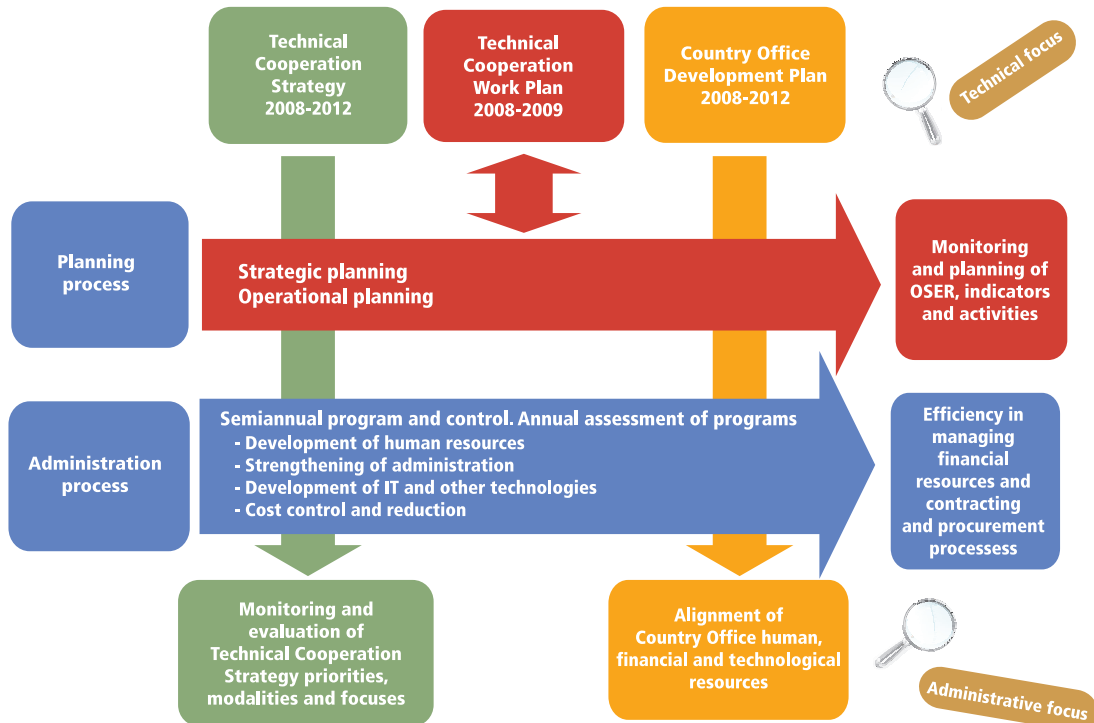 Technical
Cooperation
Strategy
2008-2012
Technical
Cooperation
Work Plan
2008-2009
Country Office
Development Plan
2008-2012
Technical focus
Planning
process
Strategic planning
Operational planning
Monitoring
and planning of
OSER, indicators
and activities
Administration
process
Semiannual program and control. Annual assessment of programs
- Development of human resources
- Strengthening of administration
- Development of IT and other technologies
- Cost control and reduction
Efficiency in
managing
financial
resources and
contracting
and procurement
processess
Monitoring and
evaluation of
Technical Cooperation
Strategy priorities,
modalities and focuses
Alignment of
Country Office human,
financial and technological
resources
Administrative focus